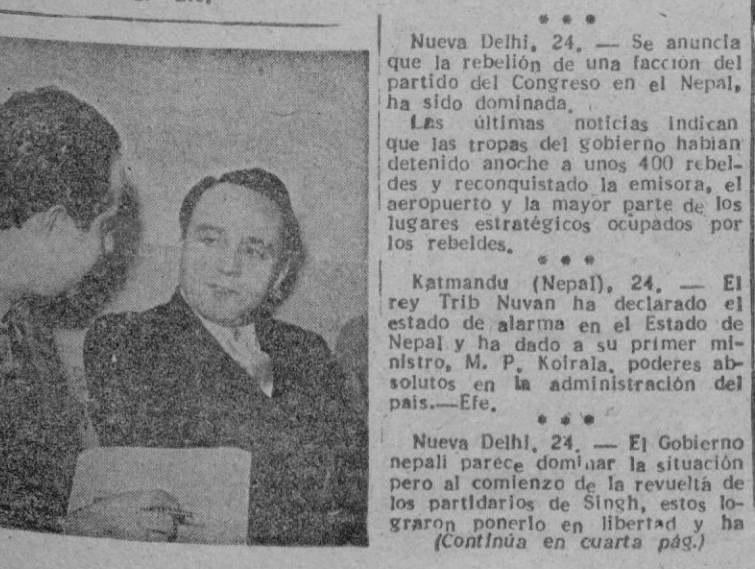 * * *
Nueva Delhi, 24. — Se anuncia
que la rebelión de una facción del
partido del Congreso en el Nepal,
ha sido dominada.
Las últimas noticias indican
que las tropas del gobierno habian
detenido anoche a unos 400 rebel-
des y reconquistado la emisora, el
aeropuerto y la mayor parte de los
lugares estratégicos ocupados por
los rebeldes.
* * *
Katmandu (Nepal), 24. — El
rey Trib Nuvan ha declarado el
estado de alarma en el Estado de
Nepal y ha dado a su primer mi-
nistro, M. P. Koirala, poderes ab-
solutos en la administración del
país.—Efe.
* * *
Nueva Delhi, 24. — El Gobierno
nepali parece dominar la situación
pero al comienzo de la revuelta de
los partidarios de Singh, estos lo-
graron ponerlo en libertad y ha
(Continúa en cuarta pág.)